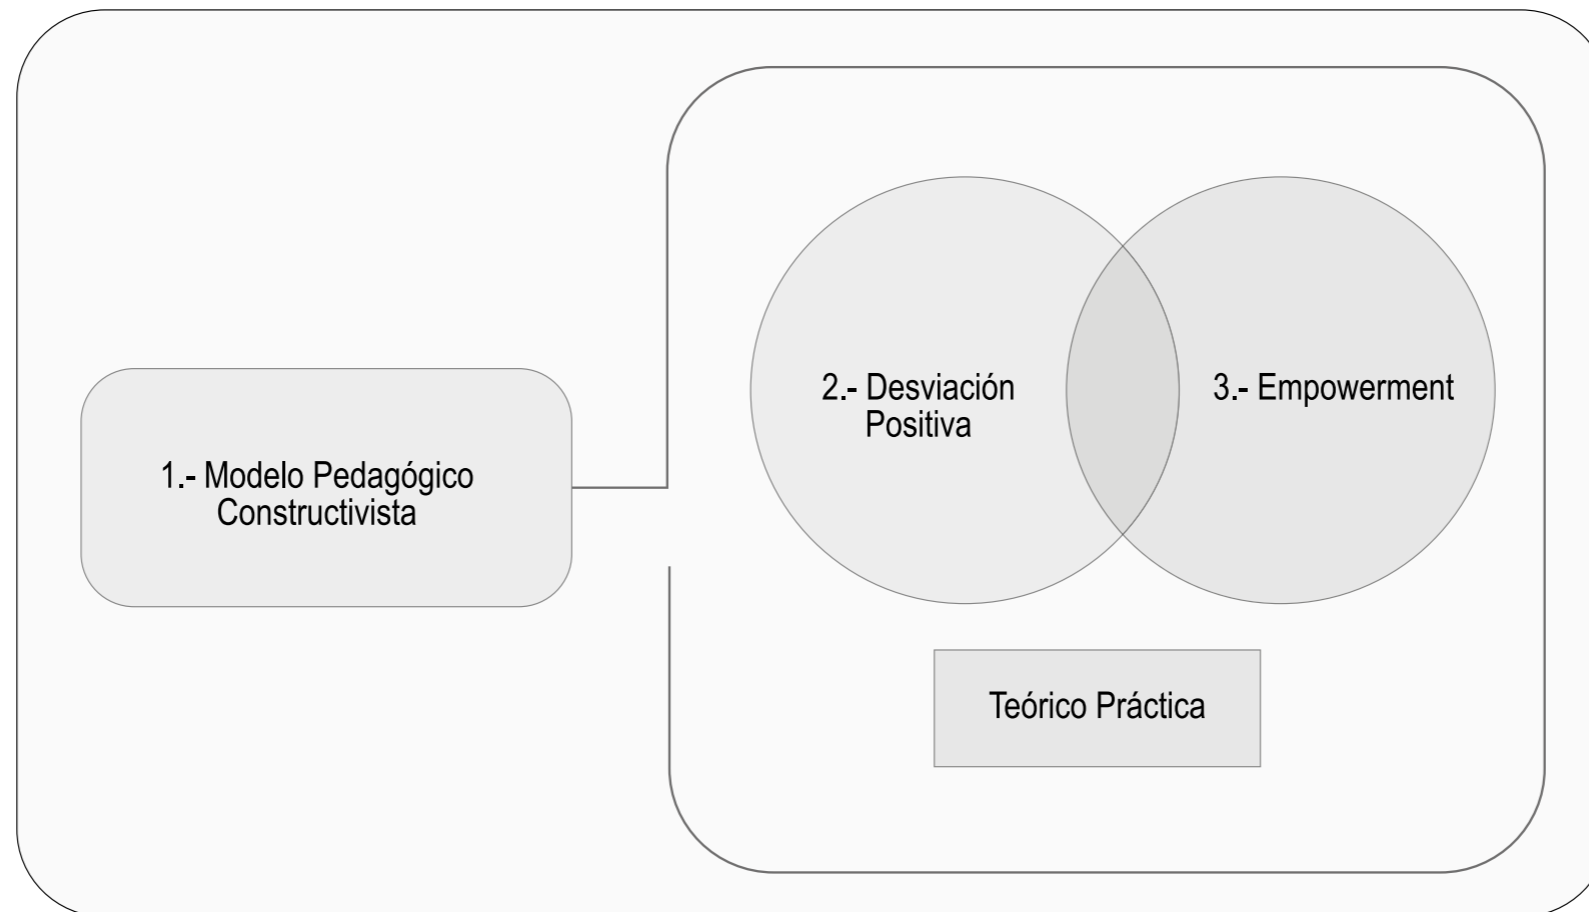 1.- Modelo Pedagógico
Constructivista
2.- Desviación
Positiva
3.- Empowerment
Teórico Práctica